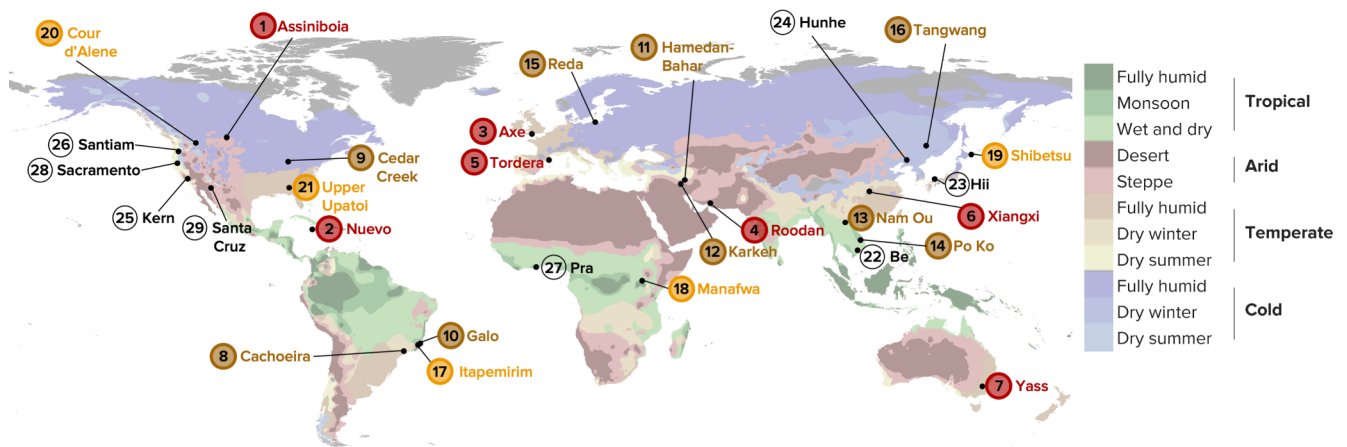 20 Cour
d'Alene
1 Assiniboia
24 Hunhe
16 Tangwang
11 Hamedan-
Bahar
15 Reda
3 Axe
5 Tordera
26 Santiam
28 Sacramento
9 Cedar
Creek
21 Upper
Upatoi
25 Kern
29 Santa
Cruz
2 Nuevo
19 Shibetsu
23 Hii
6 Xiangxi
13 Nam Ou
4 Roodan
12 Karkeh
14 Po Ko
22 Be
27 Pra
18 Manafwa
10 Galo
8 Cachoeira
17 Itapemirim
7 Yass
Fully humid
Monsoon
Wet and dry
Tropical
Desert
Steppe
Arid
Fully humid
Dry winter
Dry summer
Temperate
Fully humid
Dry winter
Dry summer
Cold